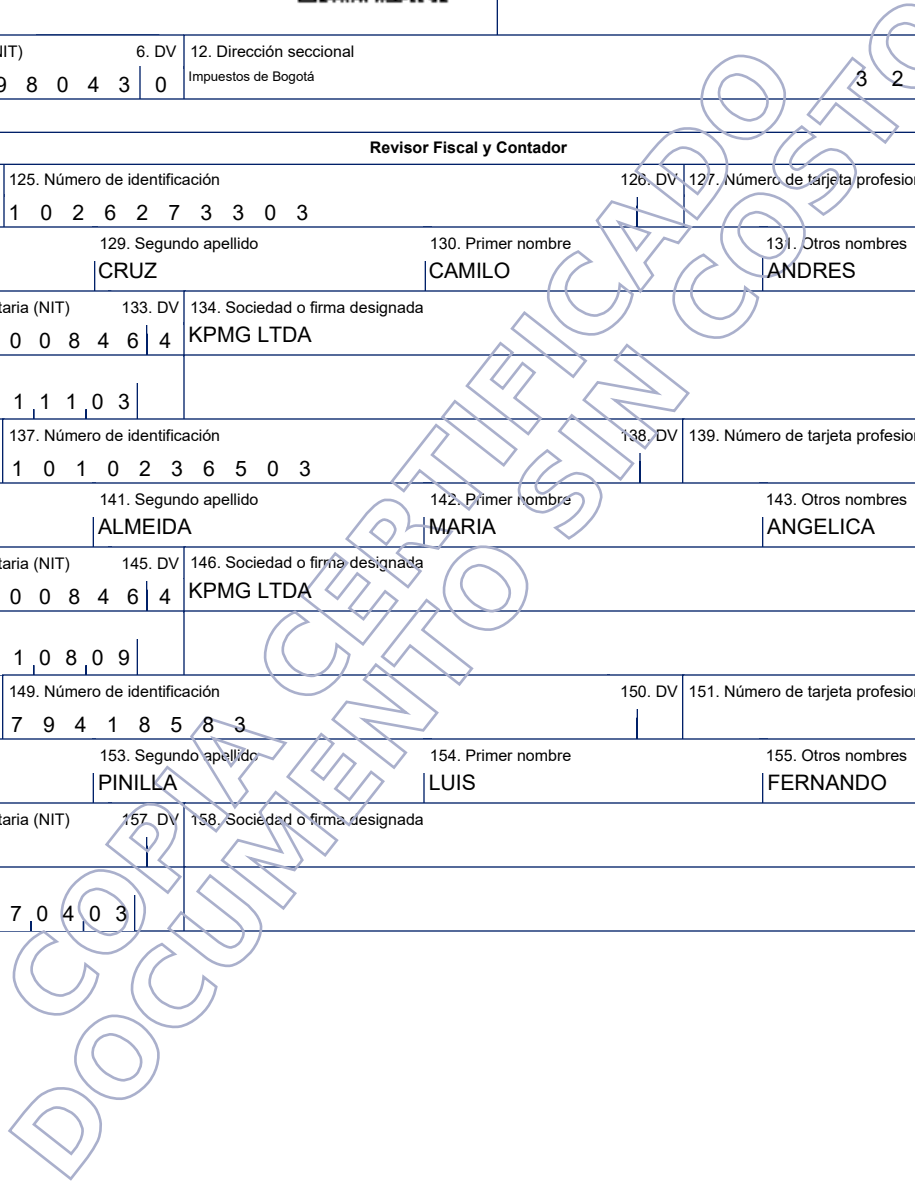 IT) 6. DV 12. Dirección seccional
9 8 0 4 3 0 Impuestos de Bogotá 3 2
Revisor Fiscal y Contador
125. Número de identificación 126. DV 127. Número de tarjeta profesion
1 0 2 6 2 7 3 3 0 3
129. Segundo apellido 130. Primer nombre 131. Otros nombres
CRUZ CAMILO ANDRES
taria (NIT) 133. DV 134. Sociedad o firma designada
0 0 8 4 6 4 KPMG LTDA
1 1 1 0 3
137. Número de identificación 138. DV 139. Número de tarjeta profesion
1 0 1 0 2 3 6 5 0 3
141. Segundo apellido 142. Primer nombre 143. Otros nombres
ALMEIDA MARIA ANGELICA
taria (NIT) 145. DV 146. Sociedad o firma designada
0 0 8 4 6 4 KPMG LTDA
1 0 8 0 9
149. Número de identificación 150. DV 151. Número de tarjeta profesion
7 9 4 1 8 5 8 3
153. Segundo apellido 154. Primer nombre 155. Otros nombres
PINILLA LUIS FERNANDO
taria (NIT) 157. DV 158. Sociedad o firma designada
7 0 4 0 3
COPIA CERTIFICADO
DOCUMENTO SIN COSTO